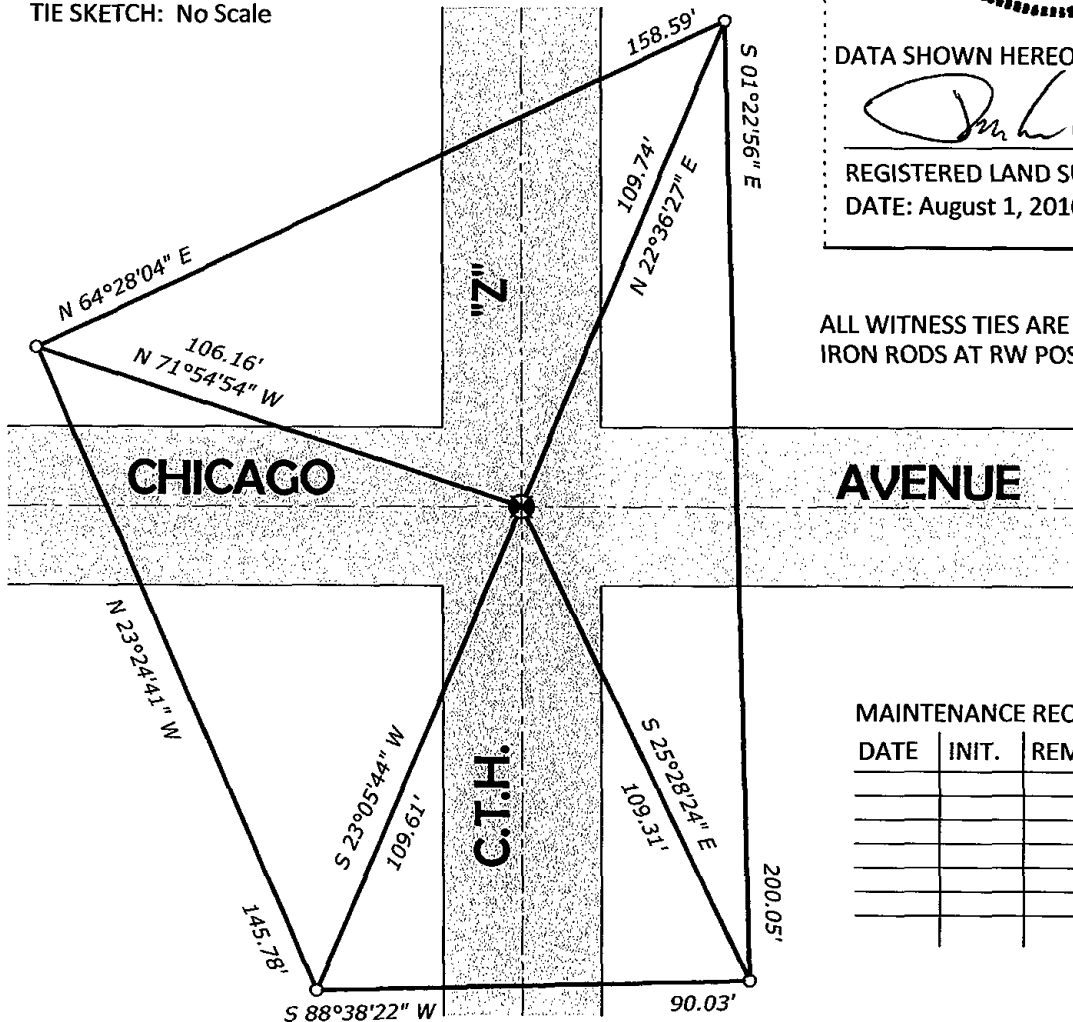 TIE SKETCH: No Scale
158.59'
S 01°22'56" E
DATA SHOWN HEREO
REGISTERED LAND SU
DATE: August 1, 2010
109.74'
N 22°36'27" E
N 64°28'04" E
"Z"
ALL WITNESS TIES ARE
IRON RODS AT RW POS
106.16'
N 71°54'54" W
CHICAGO
AVENUE
N 23°24'41" W
S 23°05'44" W
109.61'
C.T.H.
S 25°28'24" E
109.31'
MAINTENANCE REC
DATE INIT. REM
145.78'
200.05'
S 88°38'22" W
90.03'